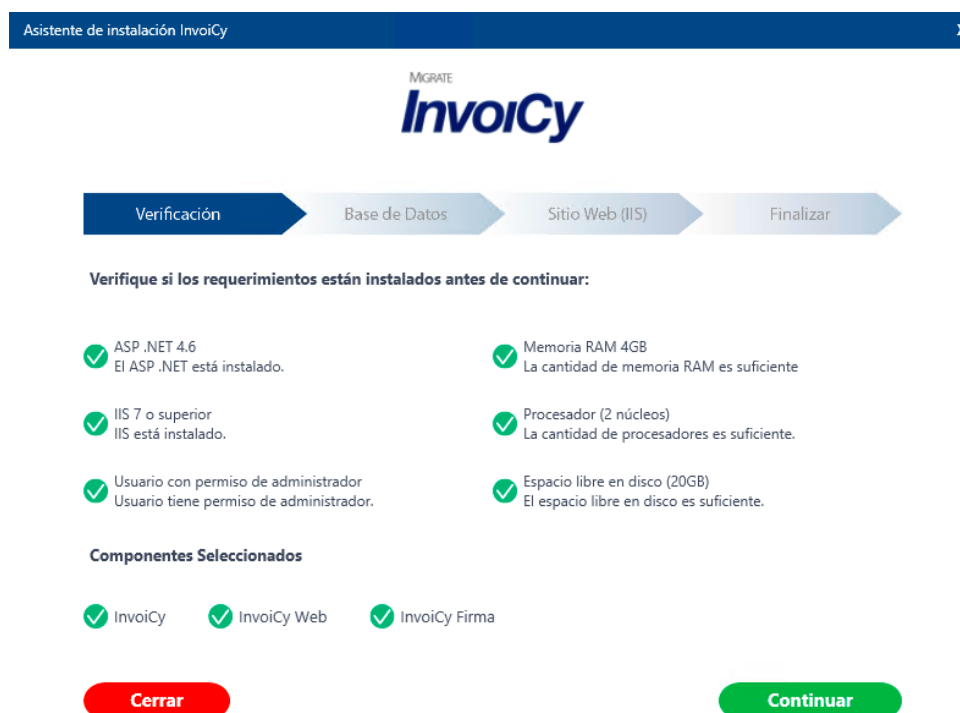 Asistente de instalación InvoiCy
MIGRATE
InvoiCy
Verificación
Base de Datos
Sitio Web (IIS)
Finalizar
Verifique si los requerimientos están instalados antes de continuar:
ASP .NET 4.6
El ASP .NET está instalado.
Memoria RAM 4GB
La cantidad de memoria RAM es suficiente
IIS 7 o superior
IIS está instalado.
Procesador (2 núcleos)
La cantidad de procesadores es suficiente.
Usuario con permiso de administrador
Usuario tiene permiso de administrador.
Espacio libre en disco (20GB)
El espacio libre en disco es suficiente.
Componentes Seleccionados
InvoiCy
InvoiCy Web
InvoiCy Firma
Cerrar
Continuar